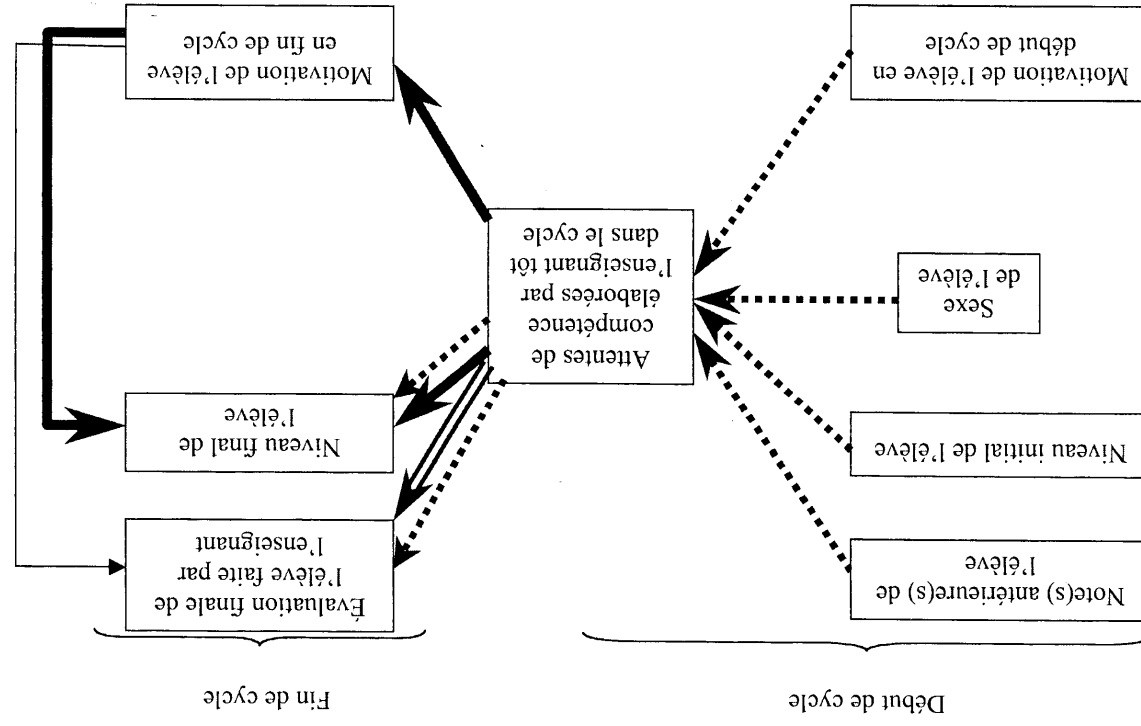 Début de cycle
Fin de cycle
Note(s) antérieure(s) de
l'élève
Niveau initial de l'élève
Sexe
de l'élève
Motivation de l'élève en
début de cycle
Attentes de
compétence
élaborées par
l'enseignant tôt
dans le cycle
Évaluation finale de
l'élève faite par
l'enseignant
Niveau final de
l'élève
Motivation de l'élève
en fin de cycle